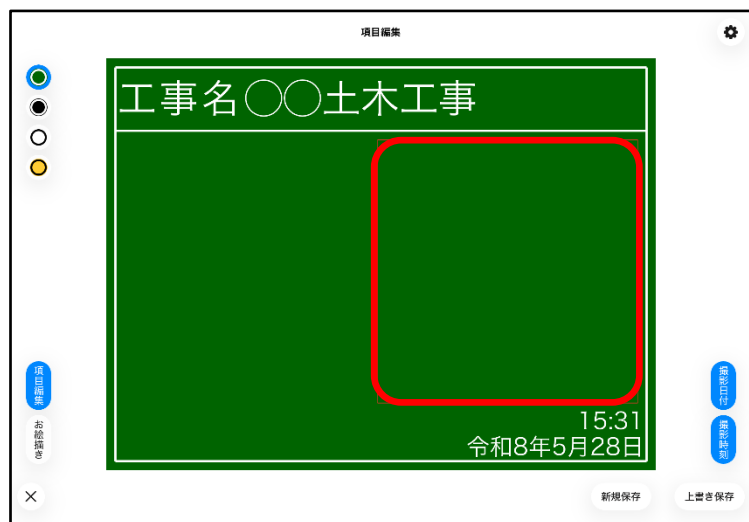 項目編集
工事名○○土木工事
項目編集
お絵描き
撮影日付
撮影時刻
15:31
令和8年5月28日
新規保存
上書き保存